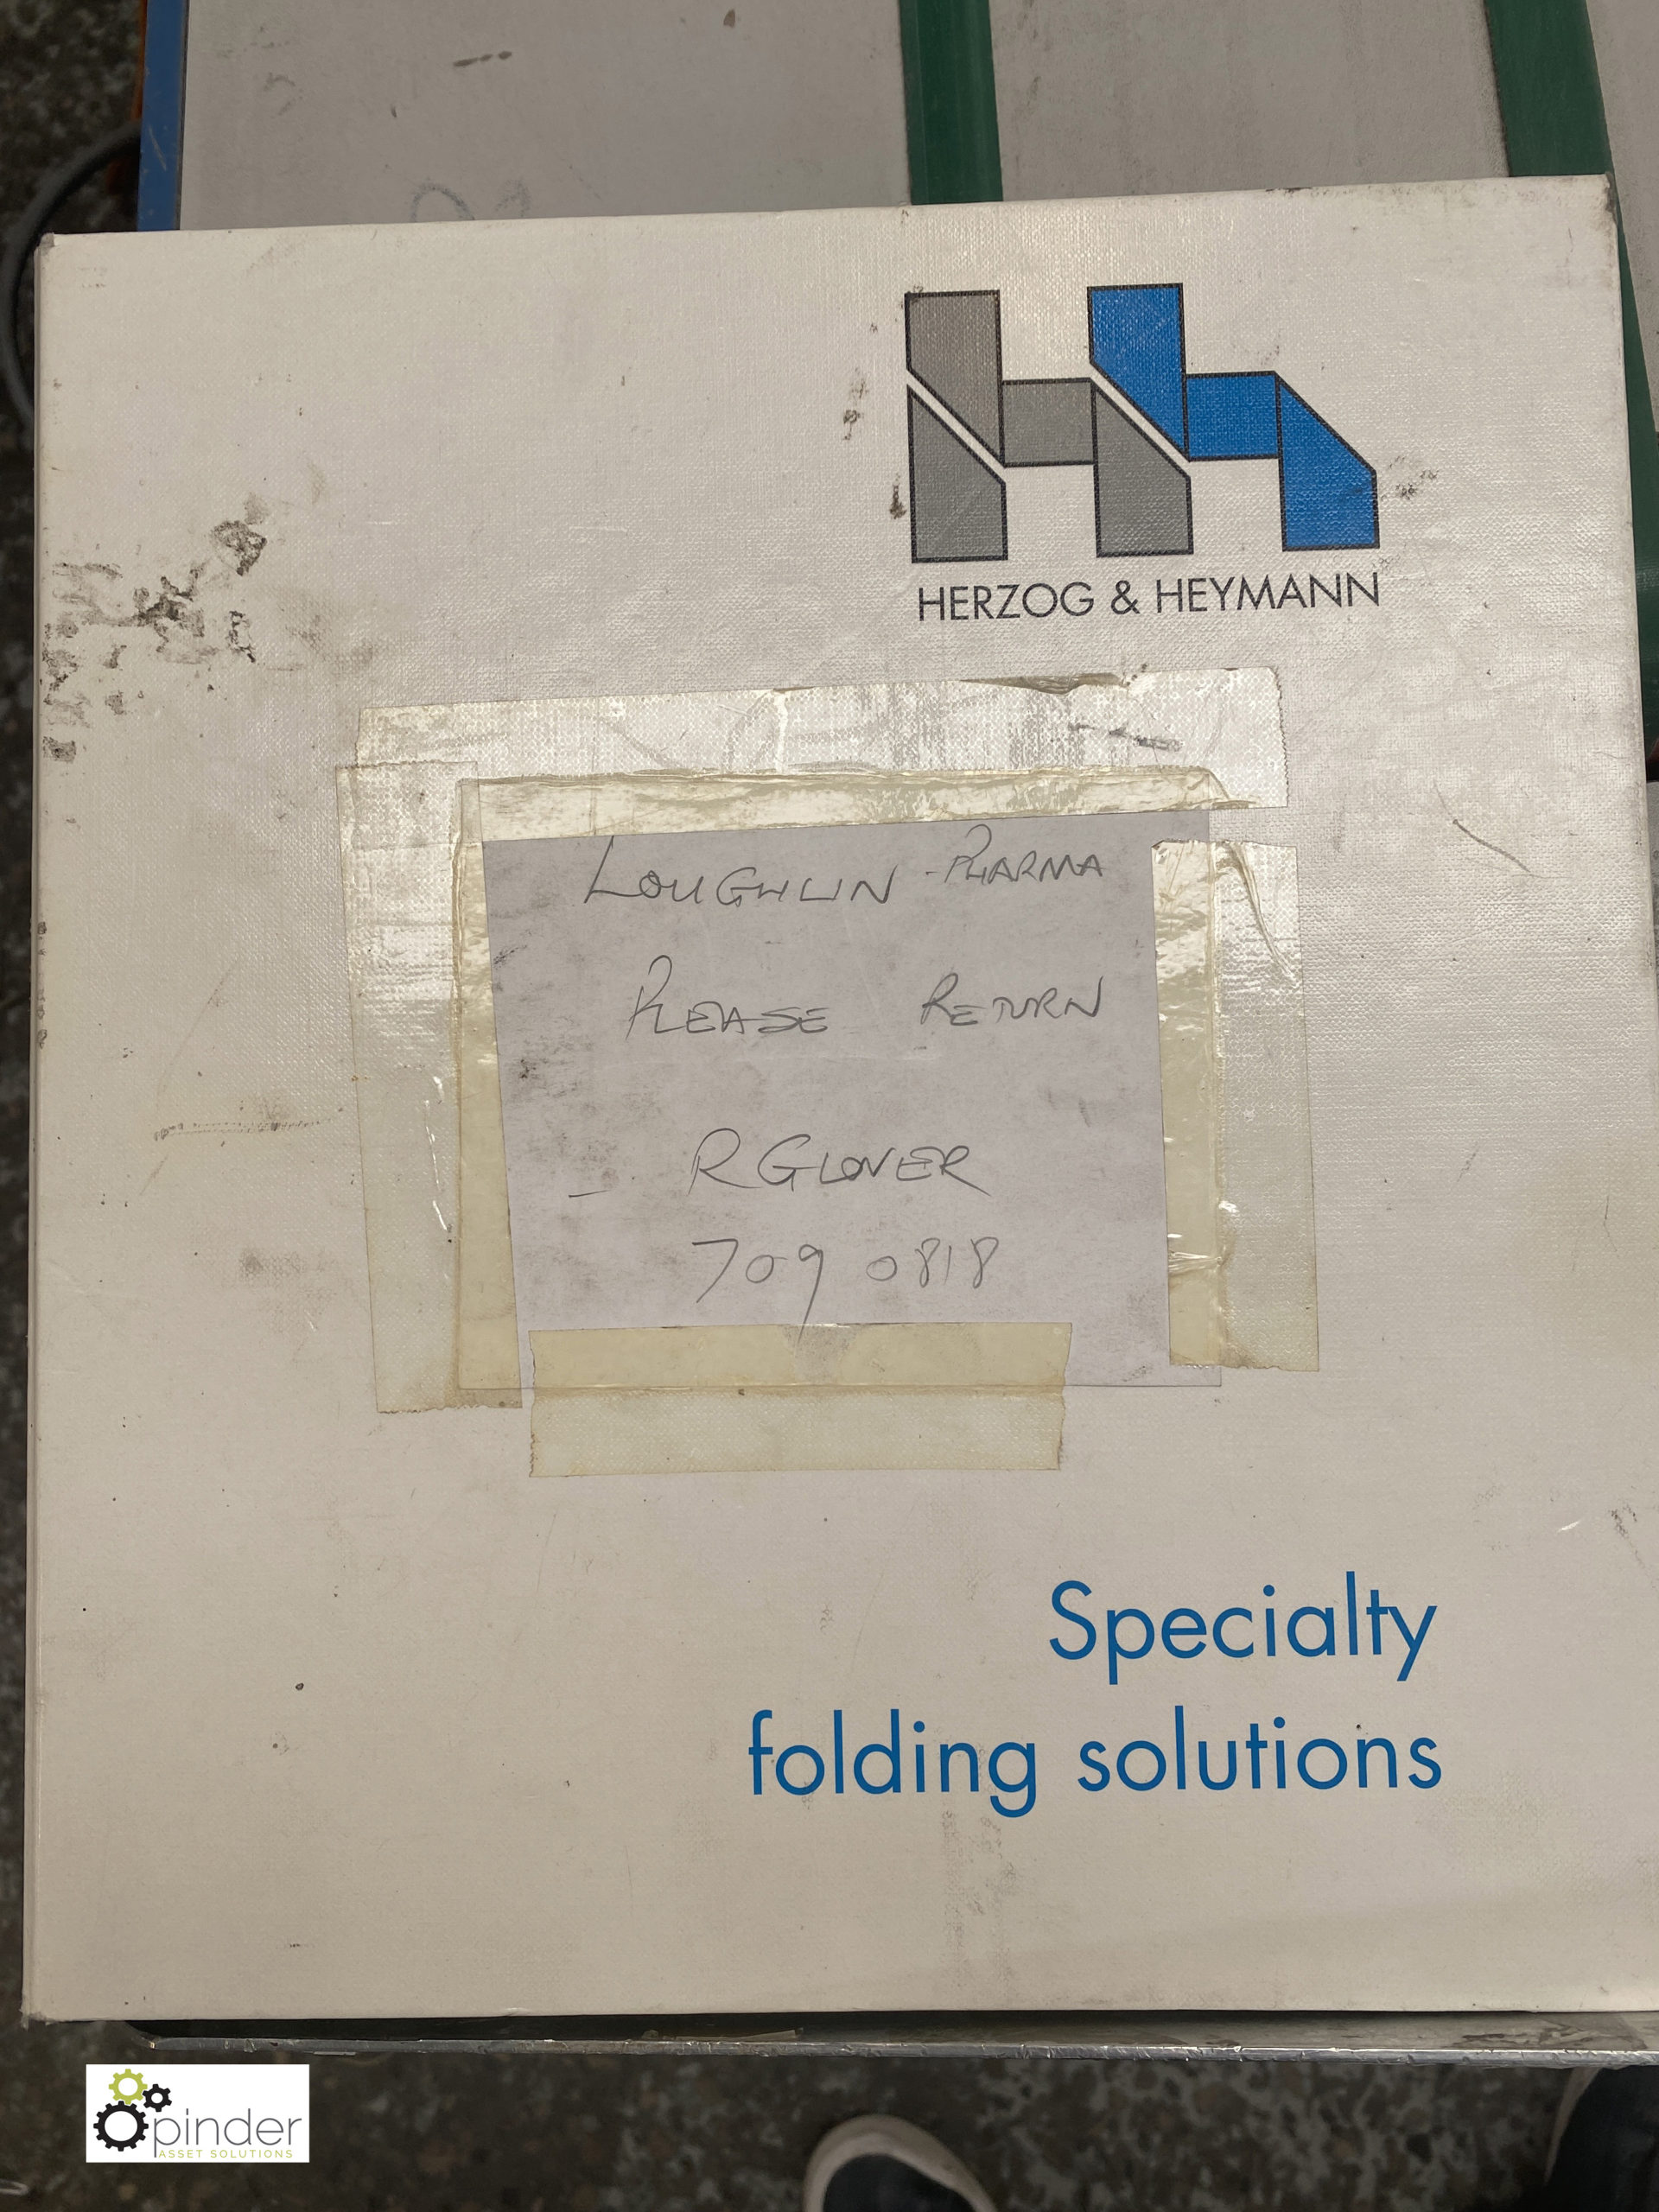 HERZOG & HEYMANN
LOUGHLIN - PHARMA
PLEASE RETURN
- R GLOVER
709 0818
Specialty
folding solutions
pinder
ASSET SOLUTIONS